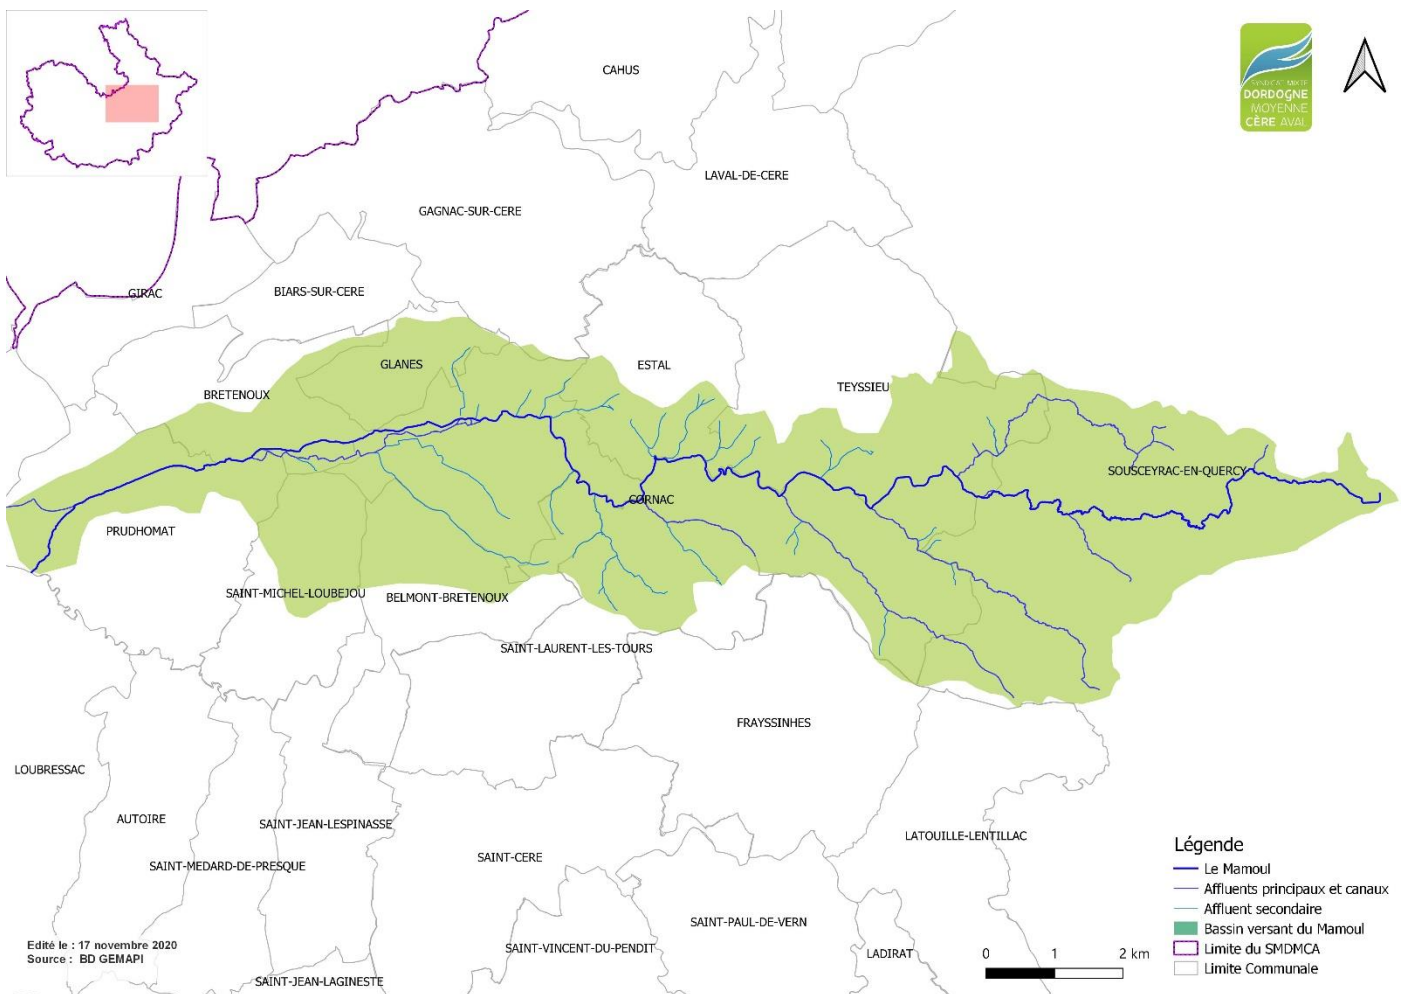 SYNDICAT MIXTE
DORDOGNE
MOYENNE
CÈRE AVAL
CAHUS
LAVAL-DE-CERE
GAGNAC-SUR-CERE
GIRAC
BIARS-SUR-CERE
GLANES
ESTAL
TEYSSIEU
BRETENOUX
SOUSCEYRAC-EN-QUERCY
CORNAC
PRUDHOMAT
SAINT-MICHEL-LOUBEJOU
BELMONT-BRETENOUX
SAINT-LAURENT-LES-TOURS
FRAYSSINHES
LOUBRESSAC
AUTOIRE
SAINT-JEAN-LESPINASSE
LATOUILLE-LENTILLAC
SAINT-MEDARD-DE-PRESQUE
SAINT-CERE
SAINT-PAUL-DE-VERN
SAINT-VINCENT-DU-PENDIT
LADIRAT
SAINT-JEAN-LAGINESTE
Edité le : 17 novembre 2020
Source : BD GEMAPI
0 1 2 km
Légende
Le Mamoul
Affluents principaux et canaux
Affluent secondaire
Bassin versant du Mamoul
Limite du SMDMCA
Limite Communale